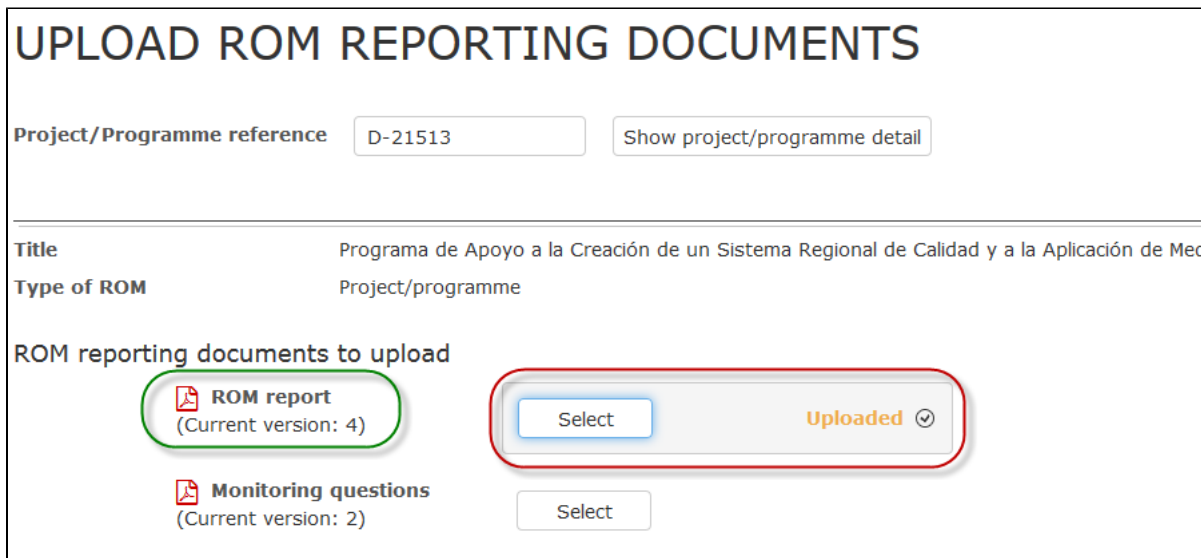 UPLOAD ROM REPORTING DOCUMENTS
Project/Programme reference D-21513 Show project/programme detail
Title Programa de Apoyo a la Creación de un Sistema Regional de Calidad y a la Aplicación de Med
Type of ROM Project/programme
ROM reporting documents to upload
ROM report
(Current version: 4)
Select Uploaded
Monitoring questions
(Current version: 2)
Select